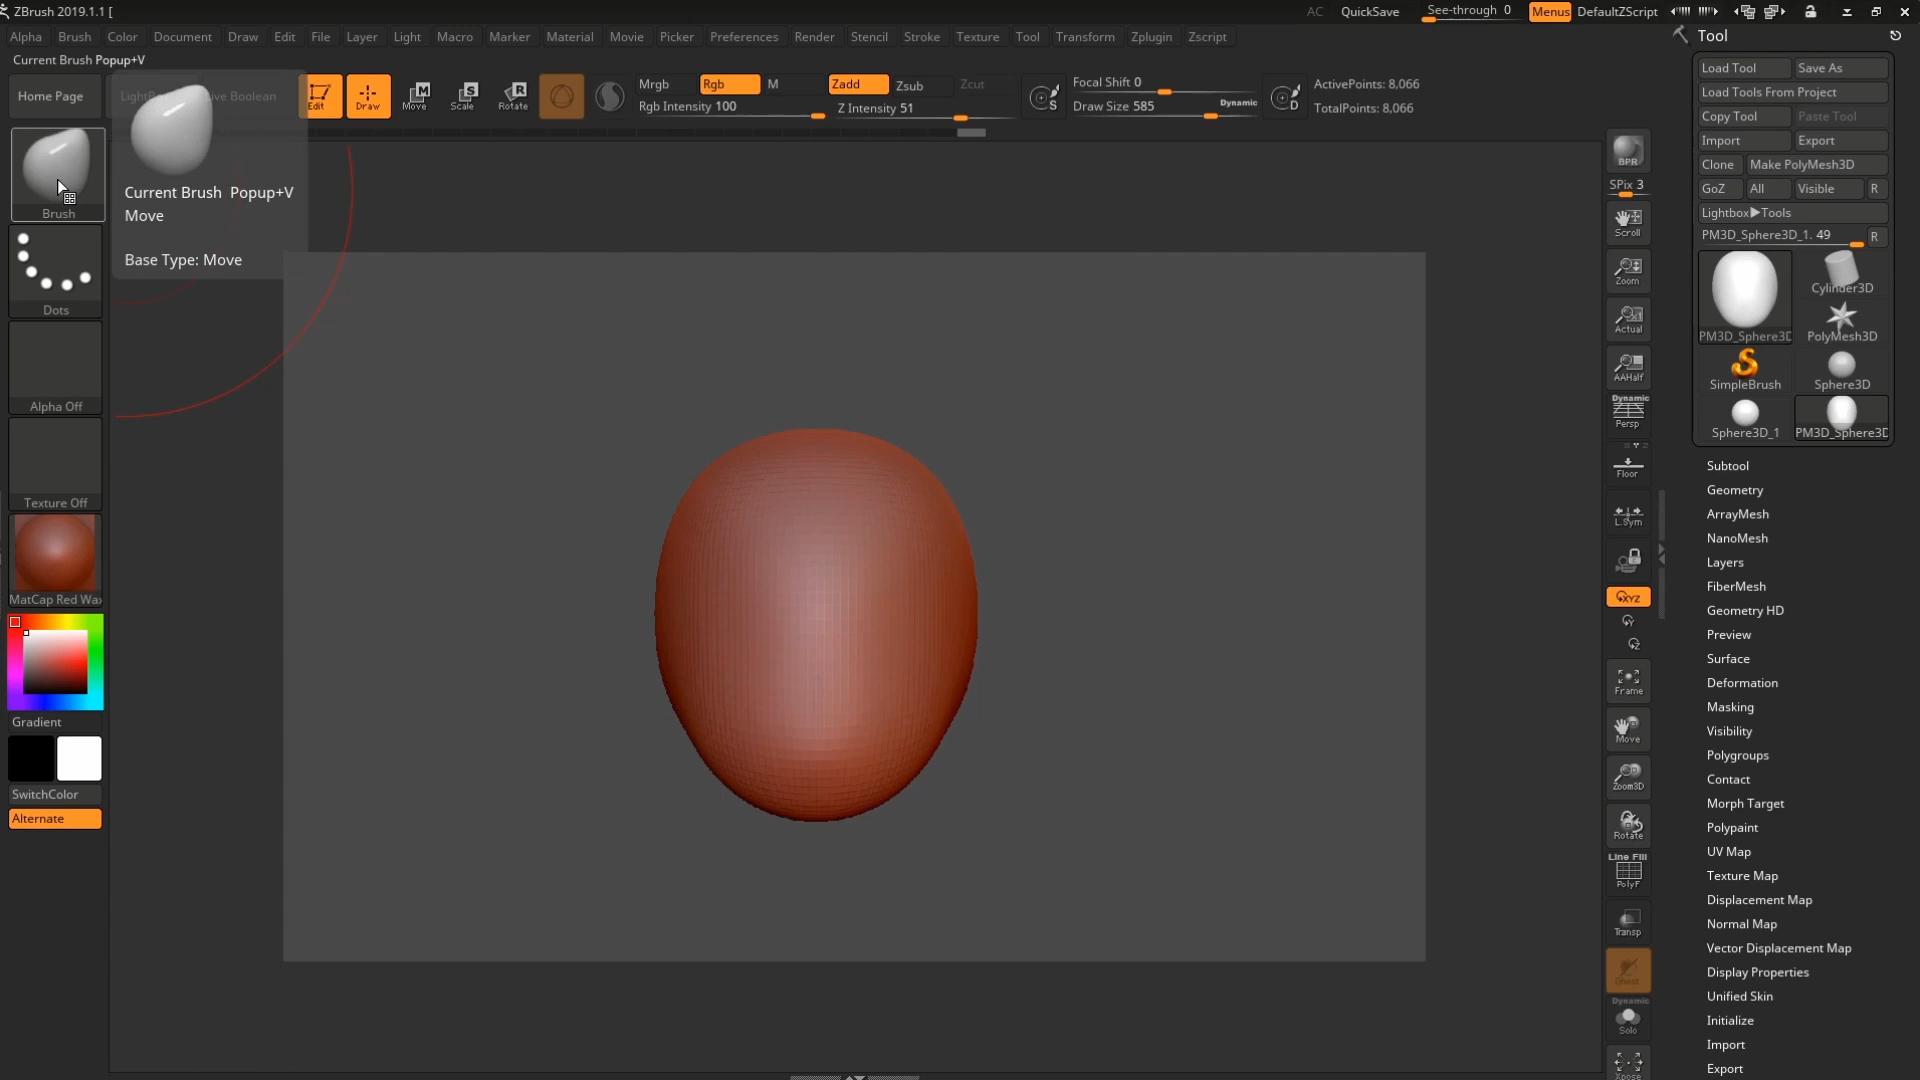 ZBrush 2019.1.1 [
AC QuickSave See-through 0 Menus DefaultZScript
Alpha Brush Color Document Draw Edit File Layer Light Macro Marker Material Movie Picker Preferences Render Stencil Stroke Texture Tool Transform Zplugin Zscript
Current Brush Popup+V
Home Page
Live Boolean
Edit
Draw
Move
Scale
Rotate
Mrgb Rgb M
Rgb Intensity 100
Zadd Zsub Zcut
Z Intensity 51
Focal Shift 0
Draw Size 585 Dynamic
ActivePoints: 8,066
TotalPoints: 8,066
Brush
Current Brush Popup+V
Move
Base Type: Move
Dots
Alpha Off
Texture Off
MatCap Red Wax
Gradient
SwitchColor
Alternate
BPR
SPix 3
Scroll
Zoom
Actual
AAHalf
Dynamic
Persp
Floor
L.Sym
XYZ
Frame
Move
Zoom3D
Rotate
Line Fill
PolyF
Transp
Ghost
Dynamic
Solo
Xpose
Tool
Load Tool Save As
Load Tools From Project
Copy Tool Paste Tool
Import Export
Clone Make PolyMesh3D
GoZ All Visible R
Lightbox▶Tools
PM3D_Sphere3D_1. 49 R
PM3D_Sphere3D
Cylinder3D
PolyMesh3D
SimpleBrush
Sphere3D
Sphere3D_1
PM3D_Sphere3D
Subtool
Geometry
ArrayMesh
NanoMesh
Layers
FiberMesh
Geometry HD
Preview
Surface
Deformation
Masking
Visibility
Polygroups
Contact
Morph Target
Polypaint
UV Map
Texture Map
Displacement Map
Normal Map
Vector Displacement Map
Display Properties
Unified Skin
Initialize
Import
Export